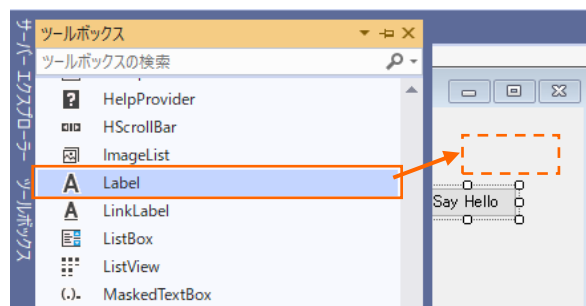 サーバー エクスプローラー
ツールボックス
ツールボックス
ツールボックスの検索
HelpProvider
HScrollBar
ImageList
Label
LinkLabel
ListBox
ListView
MaskedTextBox
Say Hello